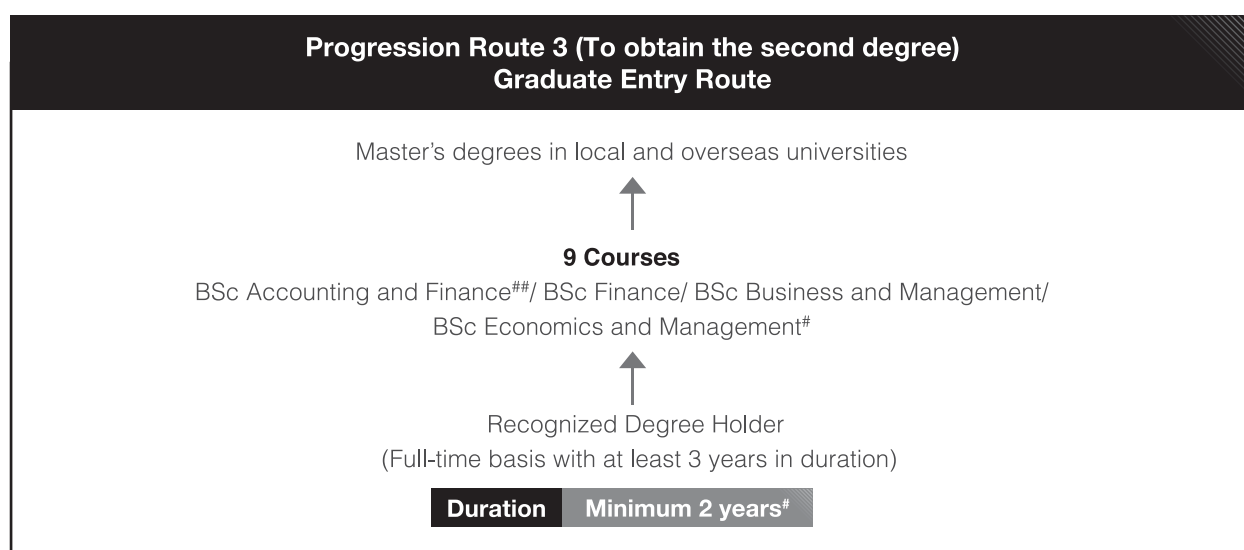 Progression Route 3 (To obtain the second degree)
Graduate Entry Route
Master's degrees in local and overseas universities
9 Courses
BSc Accounting and Finance##/ BSc Finance/ BSc Business and Management/
BSc Economics and Management#
Recognized Degree Holder
(Full-time basis with at least 3 years in duration)
Duration Minimum 2 years#